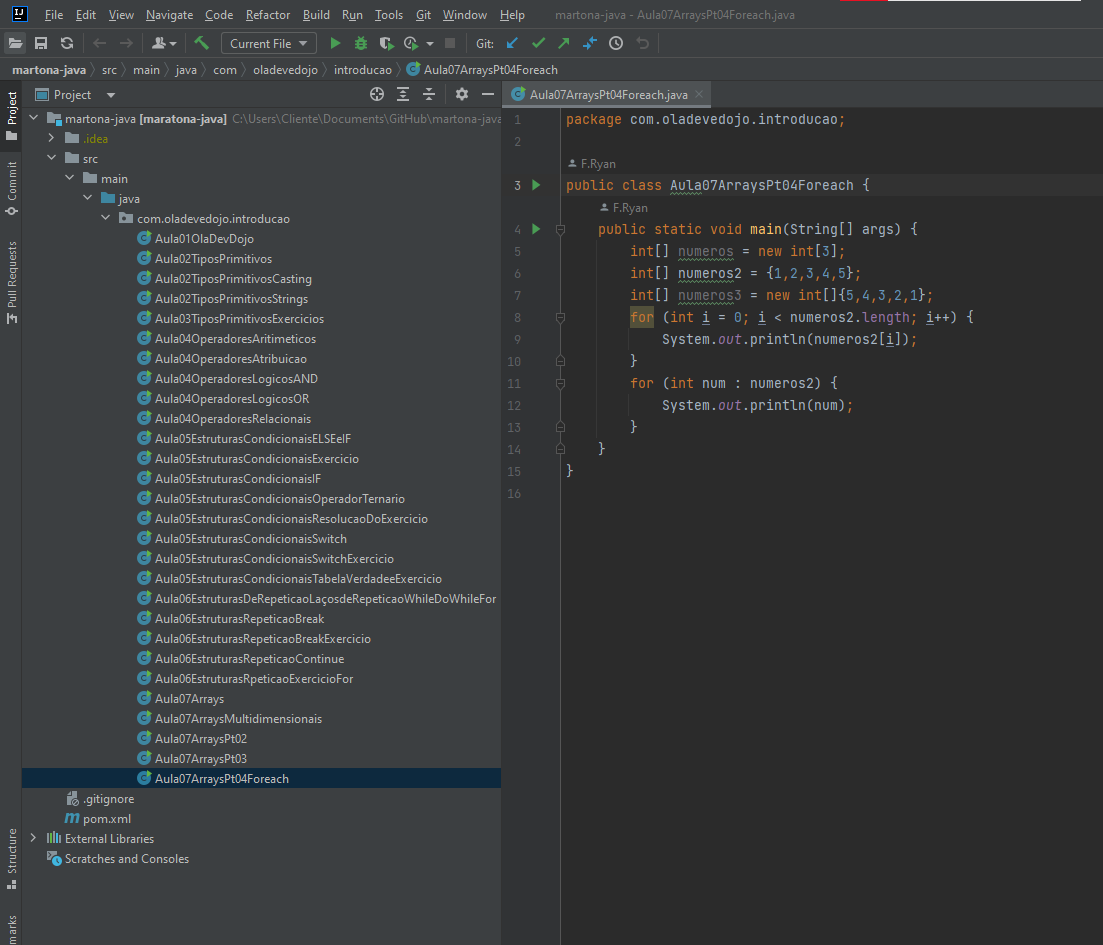 File Edit View Navigate Code Refactor Build Run Tools Git Window Help martona-java - Aula07ArraysPt04Foreach.java
Current File Git:
martona-java src main java com oladevedojo introducao Aula07ArraysPt04Foreach
Project
Commit
Pull Requests
Structure
marks
Project
martona-java [maratona-java] C:\Users\Cliente\Documents\GitHub\martona-java
.idea
src
main
java
com.oladevedojo.introducao
Aula01OlaDevDojo
Aula02TiposPrimitivos
Aula02TiposPrimitivosCasting
Aula02TiposPrimitivosStrings
Aula03TiposPrimitivosExercicios
Aula04OperadoresAritimeticos
Aula04OperadoresAtribuicao
Aula04OperadoresLogicosAND
Aula04OperadoresLogicosOR
Aula04OperadoresRelacionais
Aula05EstruturasCondicionaisELSEeIF
Aula05EstruturasCondicionaisExercicio
Aula05EstruturasCondicionaisIF
Aula05EstruturasCondicionaisOperadorTernario
Aula05EstruturasCondicionaisResolucaoDoExercicio
Aula05EstruturasCondicionaisSwitch
Aula05EstruturasCondicionaisSwitchExercicio
Aula05EstruturasCondicionaisTabelaVerdadeeExercicio
Aula06EstruturasDeRepeticaoLaçosdeRepeticaoWhileDoWhileFor
Aula06EstruturasRepeticaoBreak
Aula06EstruturasRepeticaoBreakExercicio
Aula06EstruturasRepeticaoContinue
Aula06EstruturasRpeticaoExercicioFor
Aula07Arrays
Aula07ArraysMultidimensionais
Aula07ArraysPt02
Aula07ArraysPt03
Aula07ArraysPt04Foreach
.gitignore
pom.xml
External Libraries
Scratches and Consoles
Aula07ArraysPt04Foreach.java
1 package com.oladevedojo.introducao;
2
F.Ryan
3 public class Aula07ArraysPt04Foreach {
F.Ryan
4 public static void main(String[] args) {
5 int[] numeros = new int[3];
6 int[] numeros2 = {1,2,3,4,5};
7 int[] numeros3 = new int[]{5,4,3,2,1};
8 for (int i = 0; i < numeros2.length; i++) {
9 System.out.println(numeros2[i]);
10 }
11 for (int num : numeros2) {
12 System.out.println(num);
13 }
14 }
15 }
16